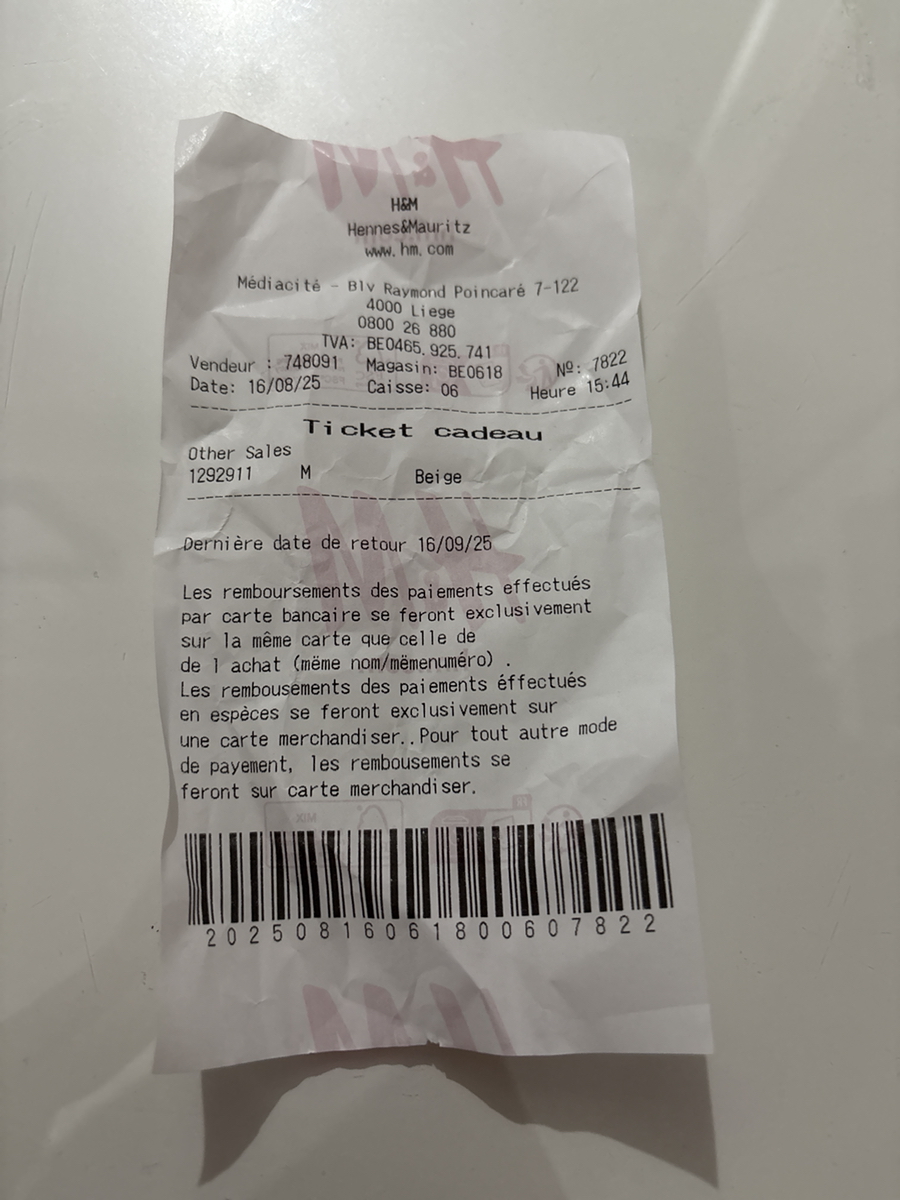 H&M
Hennes&Mauritz
www.hm.com
Médiacité - Blv Raymond Poincaré 7-122
4000 Liege
0800 26 880
TVA: BE0465.925.741
Vendeur : 748091 Magasin: BE0618 Nº: 7822
Date: 16/08/25 Caisse: 06 Heure 15:44
Ticket cadeau
Other Sales
1292911 M Beige
Dernière date de retour 16/09/25
Les remboursements des paiements effectués
par carte bancaire se feront exclusivement
sur la même carte que celle de
de l achat (mëme nom/mëmenuméro) .
Les rembousements des paiements éffectués
en espèces se feront exclusivement sur
une carte merchandiser..Pour tout autre mode
de payement, les rembousements se
feront sur carte merchandiser.
20250816061800607822